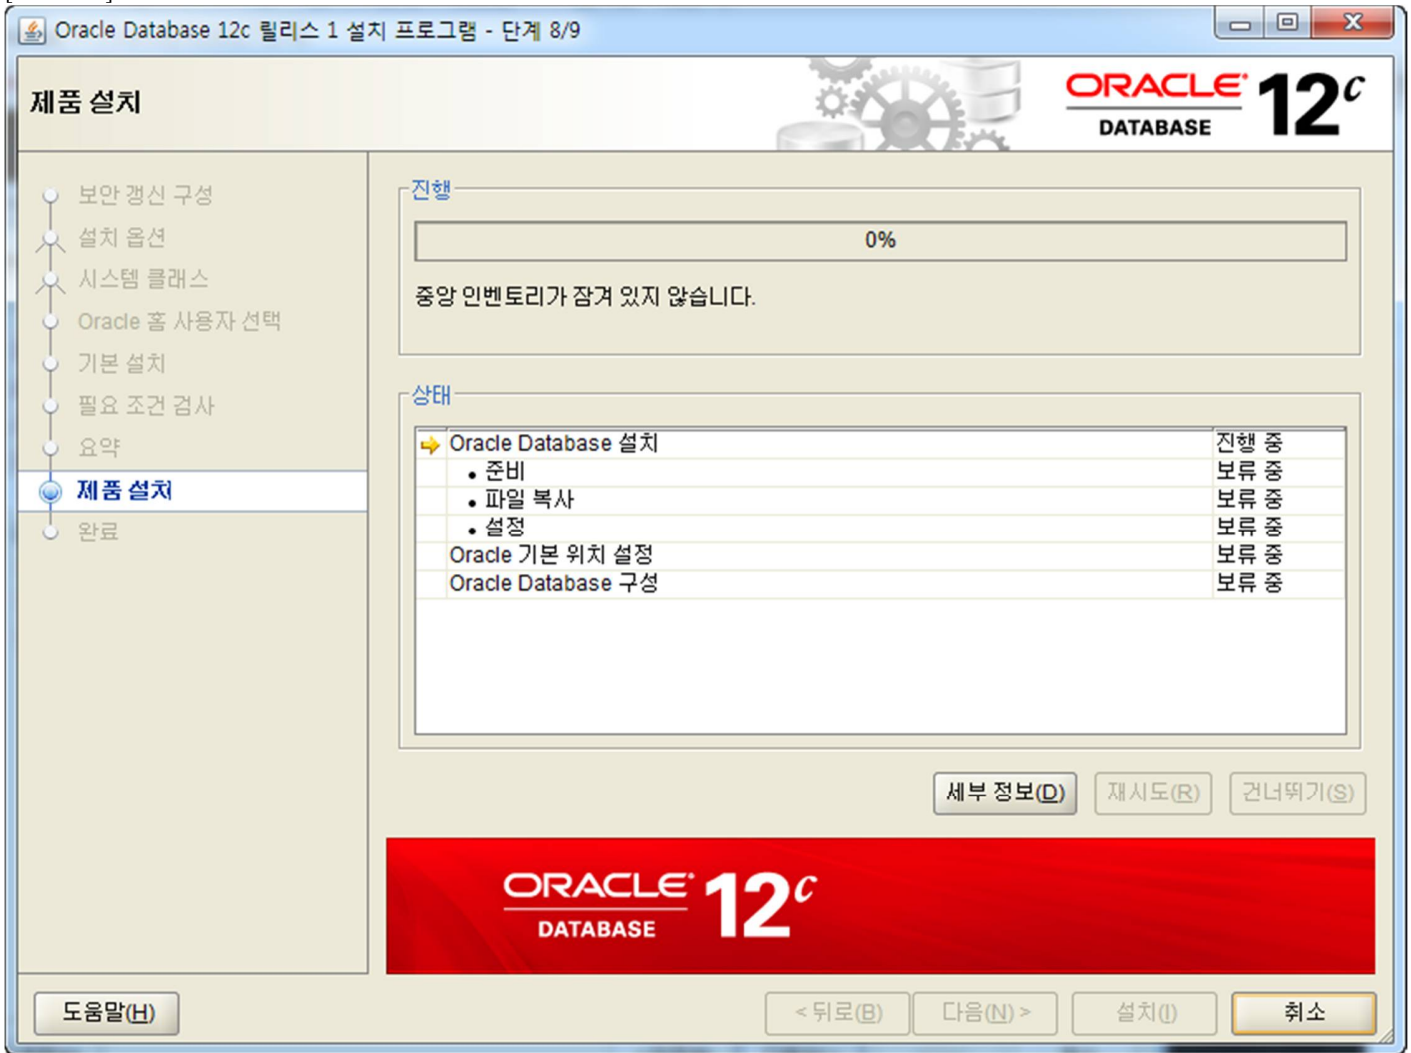 Oracle Database 12c 릴리스 1 설치 프로그램 - 단계 8/9
제품 설치
ORACLE 12c
DATABASE
보안 갱신 구성
설치 옵션
시스템 클래스
Oracle 홈 사용자 선택
기본 설치
필요 조건 검사
요약
제품 설치
완료
진행
0%
중앙 인벤토리가 잠겨 있지 않습니다.
상태
Oracle Database 설치 진행 중
• 준비 보류 중
• 파일 복사 보류 중
• 설정 보류 중
Oracle 기본 위치 설정 보류 중
Oracle Database 구성 보류 중
세부 정보(D) 재시도(R) 건너뛰기(S)
ORACLE 12c
DATABASE
도움말(H) < 뒤로(B) 다음(N) > 설치(I) 취소